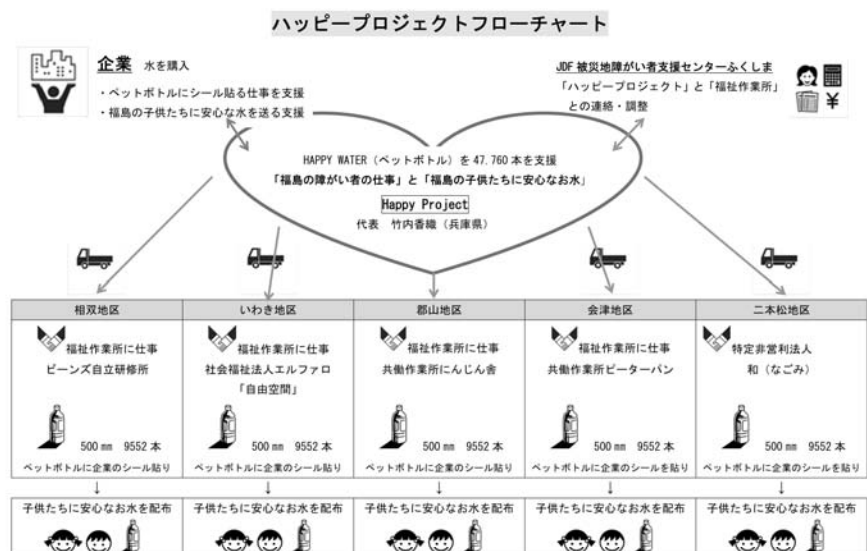 ハッピープロジェクトフローチャート
企業 水を購入
・ペットボトルにシール貼る仕事を支援
・福島の子供たちに安心な水を送る支援
JDF 被災地障がい者支援センターふくしま
「ハッピープロジェクト」と「福祉作業所」
との連絡・調整
¥
HAPPY WATER（ペットボトル）を 47.760 本を支援
「福島の障がい者の仕事」と「福島の子供たちに安心なお水」
Happy Project
代表 竹内香織（兵庫県）
相双地区
福祉作業所に仕事
ビーンズ自立研修所
500 ㎜ 9552 本
ペットボトルに企業のシール貼り
↓
子供たちに安心なお水を配布
いわき地区
福祉作業所に仕事
社会福祉法人エルファロ
「自由空間」
500 ㎜ 9552 本
ペットボトルに企業のシール貼り
↓
子供たちに安心なお水を配布
郡山地区
福祉作業所に仕事
共働作業所にんじん舎
500 ㎜ 9552 本
ペットボトルに企業のシール貼り
↓
子供たちに安心なお水を配布
会津地区
福祉作業所に仕事
共働作業所ピーターパン
500 ㎜ 9552 本
ペットボトルに企業のシールを貼り
↓
子供たちに安心なお水を配布
二本松地区
特定非営利法人
和（なごみ）
500 ㎜ 9552 本
ペットボトルに企業のシールを貼り
↓
子供たちに安心なお水を配布